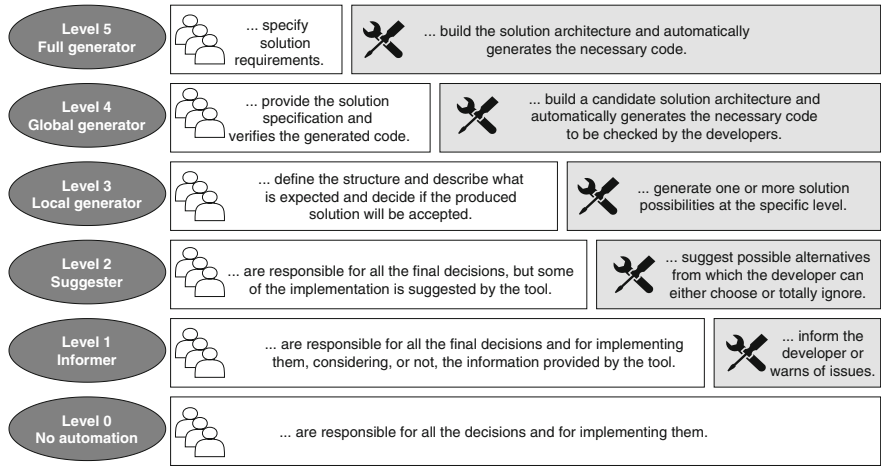 Level 5
Full generator
... specify
solution
requirements.
... build the solution architecture and automatically
generates the necessary code.
Level 4
Global generator
... provide the solution
specification and
verifies the generated code.
... build a candidate solution architecture and
automatically generates the necessary code
to be checked by the developers.
Level 3
Local generator
... define the structure and describe what
is expected and decide if the produced
solution will be accepted.
... generate one or more solution
possibilities at the specific level.
Level 2
Suggester
... are responsible for all the final decisions, but some
of the implementation is suggested by the tool.
... suggest possible alternatives
from which the developer can
either choose or totally ignore.
Level 1
Informer
... are responsible for all the final decisions and for implementing
them, considering, or not, the information provided by the tool.
... inform the
developer or
warns of issues.
Level 0
No automation
... are responsible for all the decisions and for implementing them.